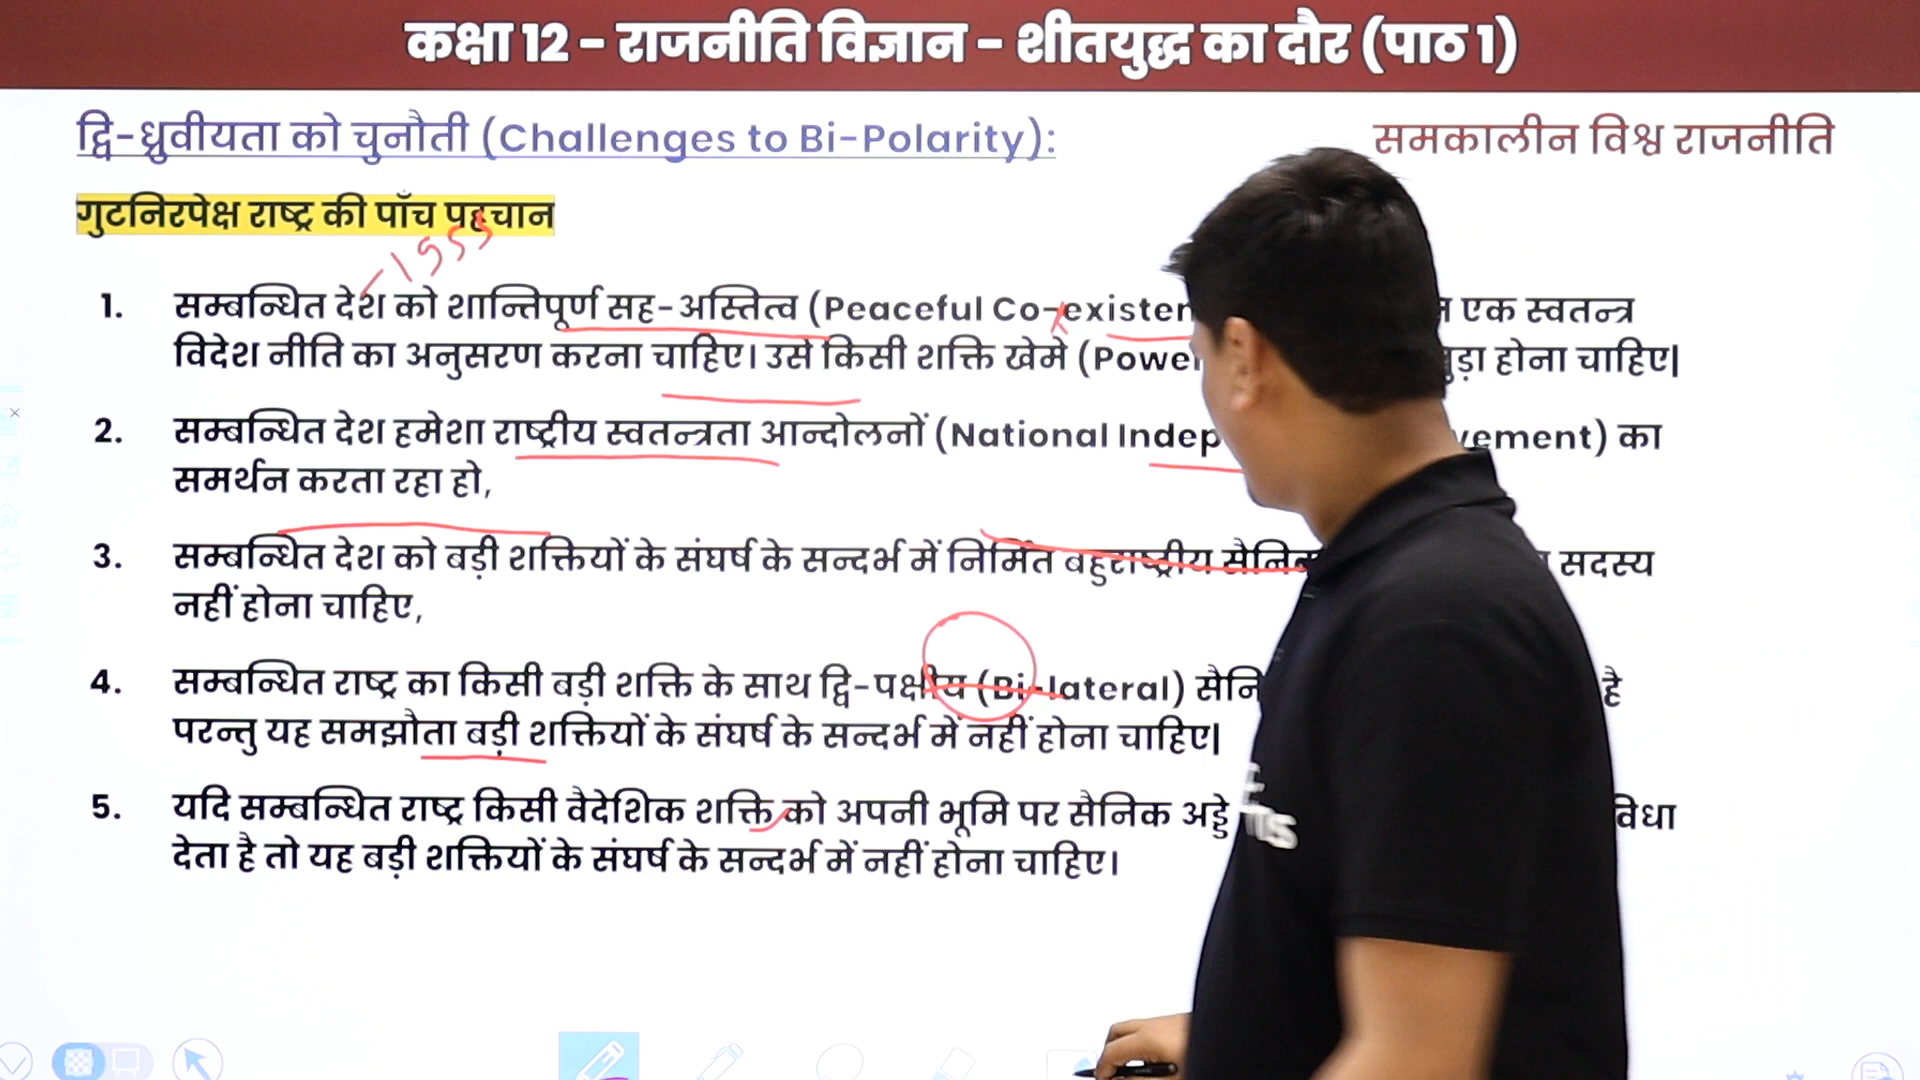 कक्षा 12 - राजनीति विज्ञान - शीतयुद्ध का दौर (पाठ 1)
द्वि-ध्रुवीयता को चुनौती (Challenges to Bi-Polarity):
समकालीन विश्व राजनीति
गुटनिरपेक्ष राष्ट्र की पाँच पहचान
1955
1. सम्बन्धित देश को शान्तिपूर्ण सह-अस्तित्व (Peaceful Co-existen एक स्वतन्त्र
विदेश नीति का अनुसरण करना चाहिए। उसे किसी शक्ति खेमे (Power होना चाहिए|
2. सम्बन्धित देश हमेशा राष्ट्रीय स्वतन्त्रता आन्दोलनों (National Indep vement) का
समर्थन करता रहा हो,
3. सम्बन्धित देश को बड़ी शक्तियों के संघर्ष के सन्दर्भ में निर्मित बहुराष्ट्रीय सदस्य
नहीं होना चाहिए,
4. सम्बन्धित राष्ट्र का किसी बड़ी शक्ति के साथ द्वि-पक्षीय (Bi-lateral) सैनि है
परन्तु यह समझौता बड़ी शक्तियों के संघर्ष के सन्दर्भ में नहीं होना चाहिए|
5. यदि सम्बन्धित राष्ट्र किसी वैदेशिक शक्ति को अपनी भूमि पर सैनिक अड्डे विधा
देता है तो यह बड़ी शक्तियों के संघर्ष के सन्दर्भ में नहीं होना चाहिए।